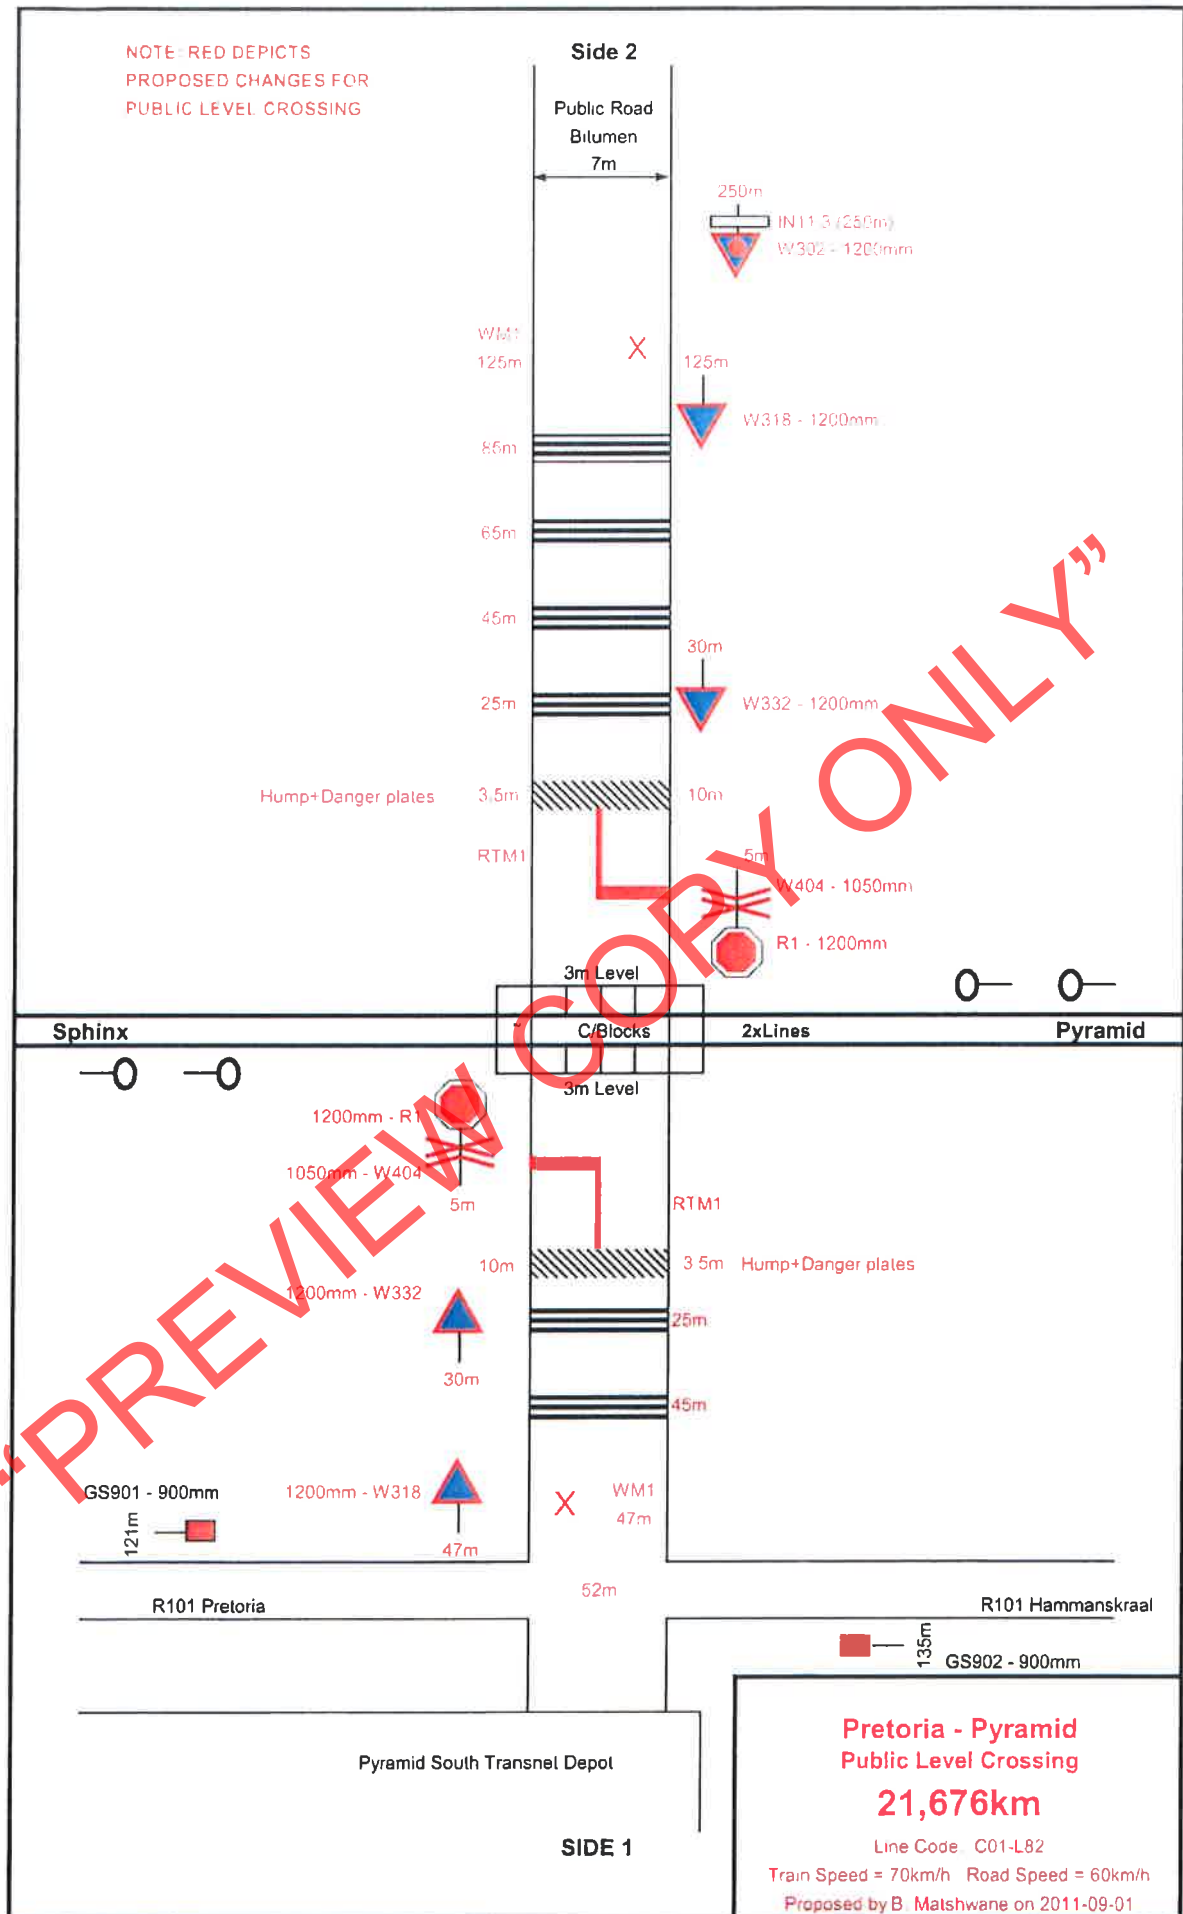 NOTE: RED DEPICTS
PROPOSED CHANGES FOR
PUBLIC LEVEL CROSSING
Side 2
Public Road
Bitumen
7m
250m
IN11.3 (250m)
W302 - 1200mm
WM1
125m
X
125m
W318 - 1200mm
85m
65m
45m
30m
25m
W332 - 1200mm
Hump+Danger plates
3.5m
10m
RTM1
5m
W404 - 1050mm
R1 - 1200mm
3m Level
Sphinx
C/Blocks
2xLines
Pyramid
3m Level
1200mm - R1
1050mm - W404
5m
RTM1
10m
3.5m
Hump+Danger plates
1200mm - W332
25m
30m
45m
GS901 - 900mm
1200mm - W318
X
WM1
47m
121m
47m
52m
R101 Pretoria
R101 Hammanskraal
135m
GS902 - 900mm
Pyramid South Transnet Depot
SIDE 1
Pretoria - Pyramid
Public Level Crossing
21,676km
Line Code: C01-L82
Train Speed = 70km/h Road Speed = 60km/h
Proposed by B. Matshwane on 2011-09-01
“PREVIEW COPY ONLY”